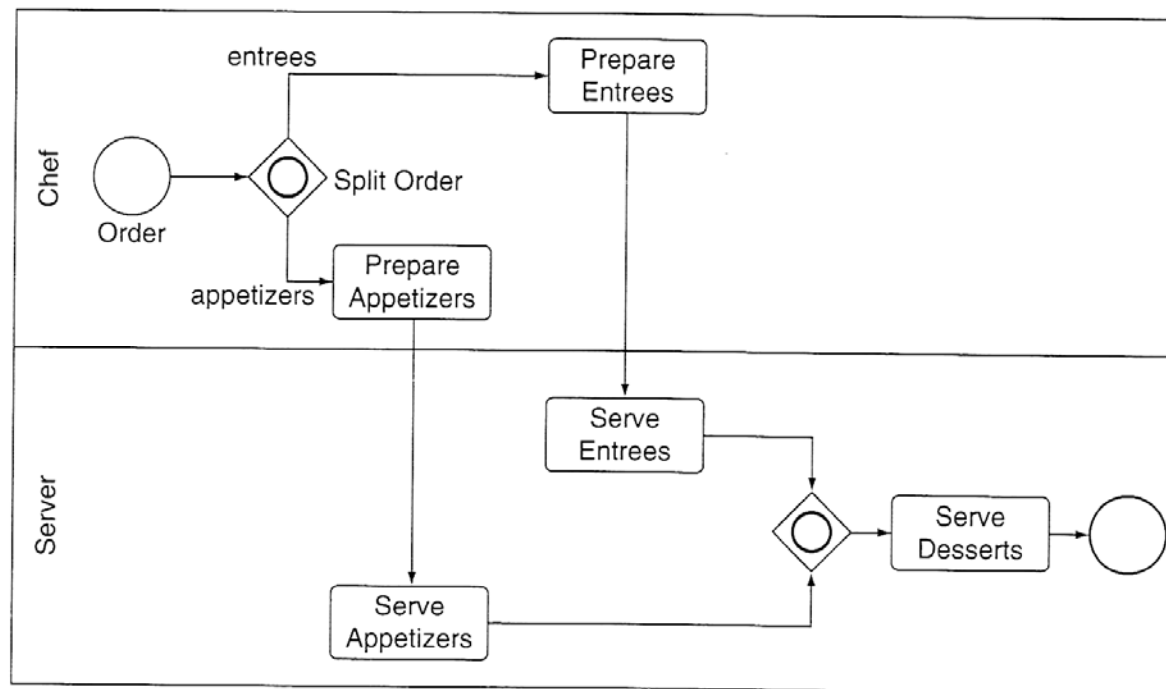 Chef
entrees
Prepare
Entrees
Split Order
Order
appetizers
Prepare
Appetizers
Server
Serve
Entrees
Serve
Desserts
Serve
Appetizers